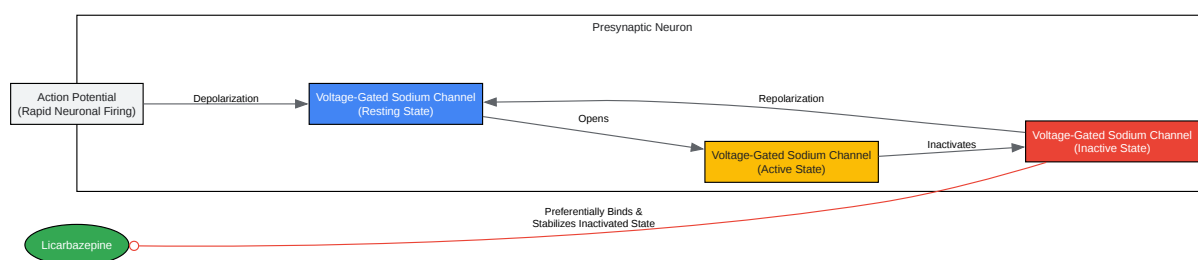 Presynaptic Neuron
Action Potential
(Rapid Neuronal Firing)
Depolarization
Voltage-Gated Sodium Channel
(Resting State)
Repolarization
Opens
Voltage-Gated Sodium Channel
(Active State)
Inactivates
Voltage-Gated Sodium Channel
(Inactive State)
Preferentially Binds &
Stabilizes Inactivated State
Licarbazepine